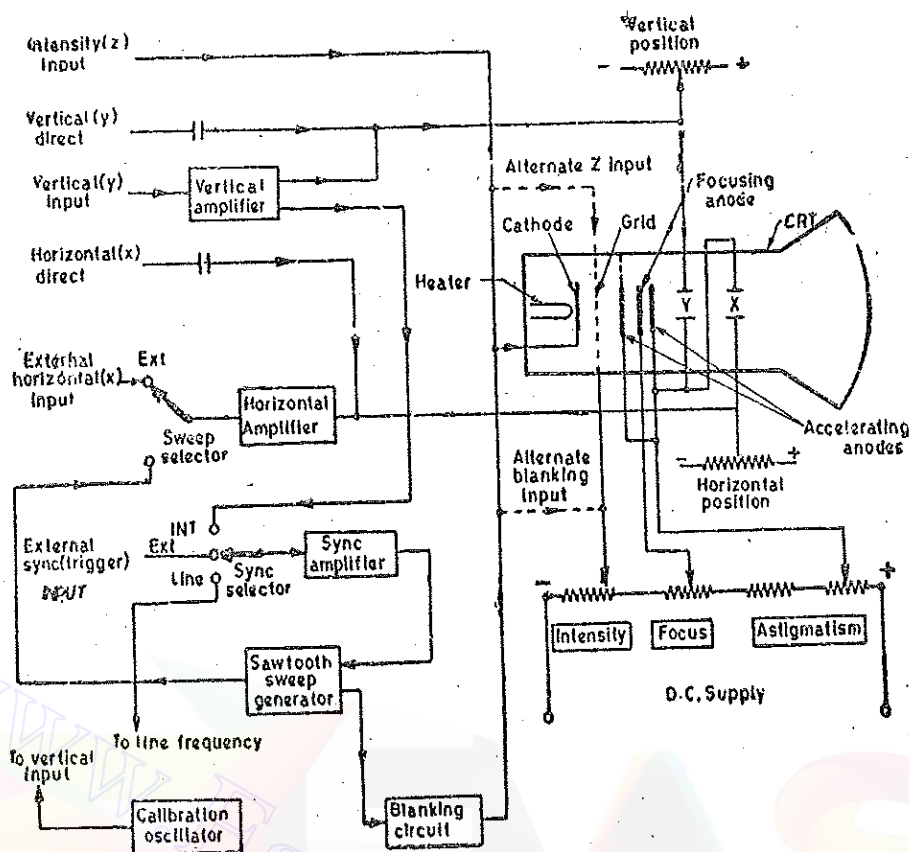 Intensity(z)
Input
Vertical(y)
direct
Vertical(y)
Input
Vertical
amplifier
Horizontal(x)
direct
External
horizontal(x)
Input
Ext
Sweep
selector
Horizontal
Amplifier
INT
Ext
Line
External
sync(trigger)
INPUT
Sync
selector
Sync
amplifier
Sawtooth
sweep
generator
To line frequency
To vertical
Input
Calibration
oscillator
Blanking
circuit
Vertical
position
- +
Alternate Z input
Focusing
anode
Cathode
Grid
CRT
Heater
Y
X
Accelerating
anodes
- +
Horizontal
position
Alternate
blanking
Input
- +
Intensity
Focus
Astigmatism
D.C. Supply